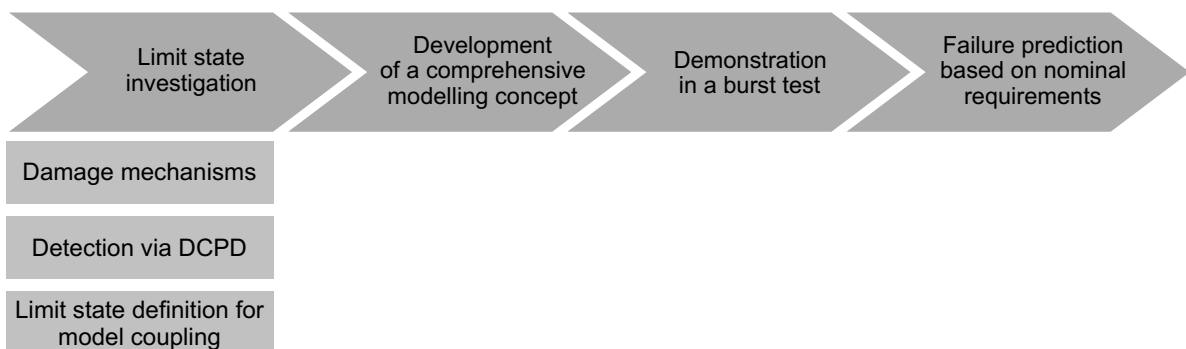 Limit state
investigation
Development
of a comprehensive
modelling concept
Demonstration
in a burst test
Failure prediction
based on nominal
requirements
Damage mechanisms
Detection via DCPD
Limit state definition for
model coupling